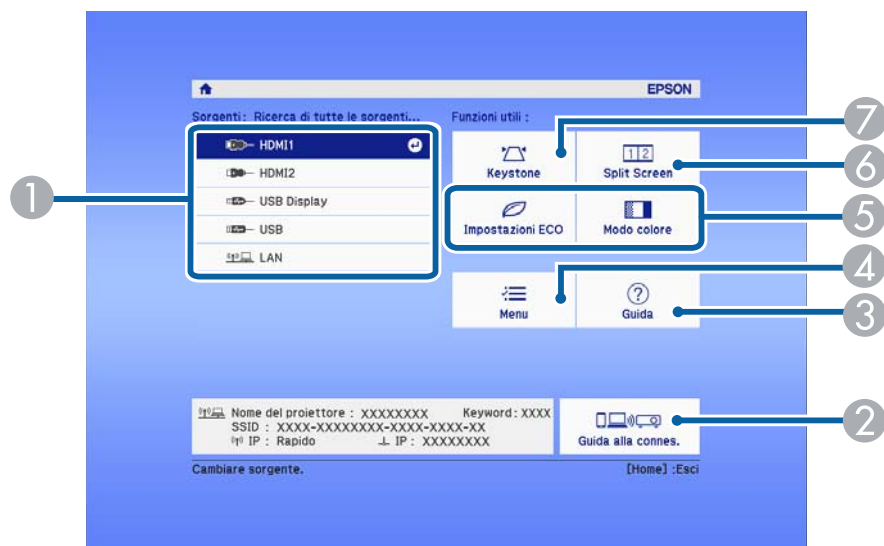 EPSON
Sorgenti : Ricerca di tutte le sorgenti...
Funzioni utili :
HDMI1
HDMI2
USB Display
USB
LAN
Keystone
1 2
Split Screen
Impostazioni ECO
Modo colore
Menu
?
Guida
Nome del proiettore : XXXXXXXX
Keyword : XXXX
SSID : XXXX-XXXXXXXX-XXXX-XXXX-XX
IP : Rapido
IP : XXXXXXXX
Guida alla connes.
Cambiare sorgente.
[Home] :Esci
1
7
6
5
4
3
2